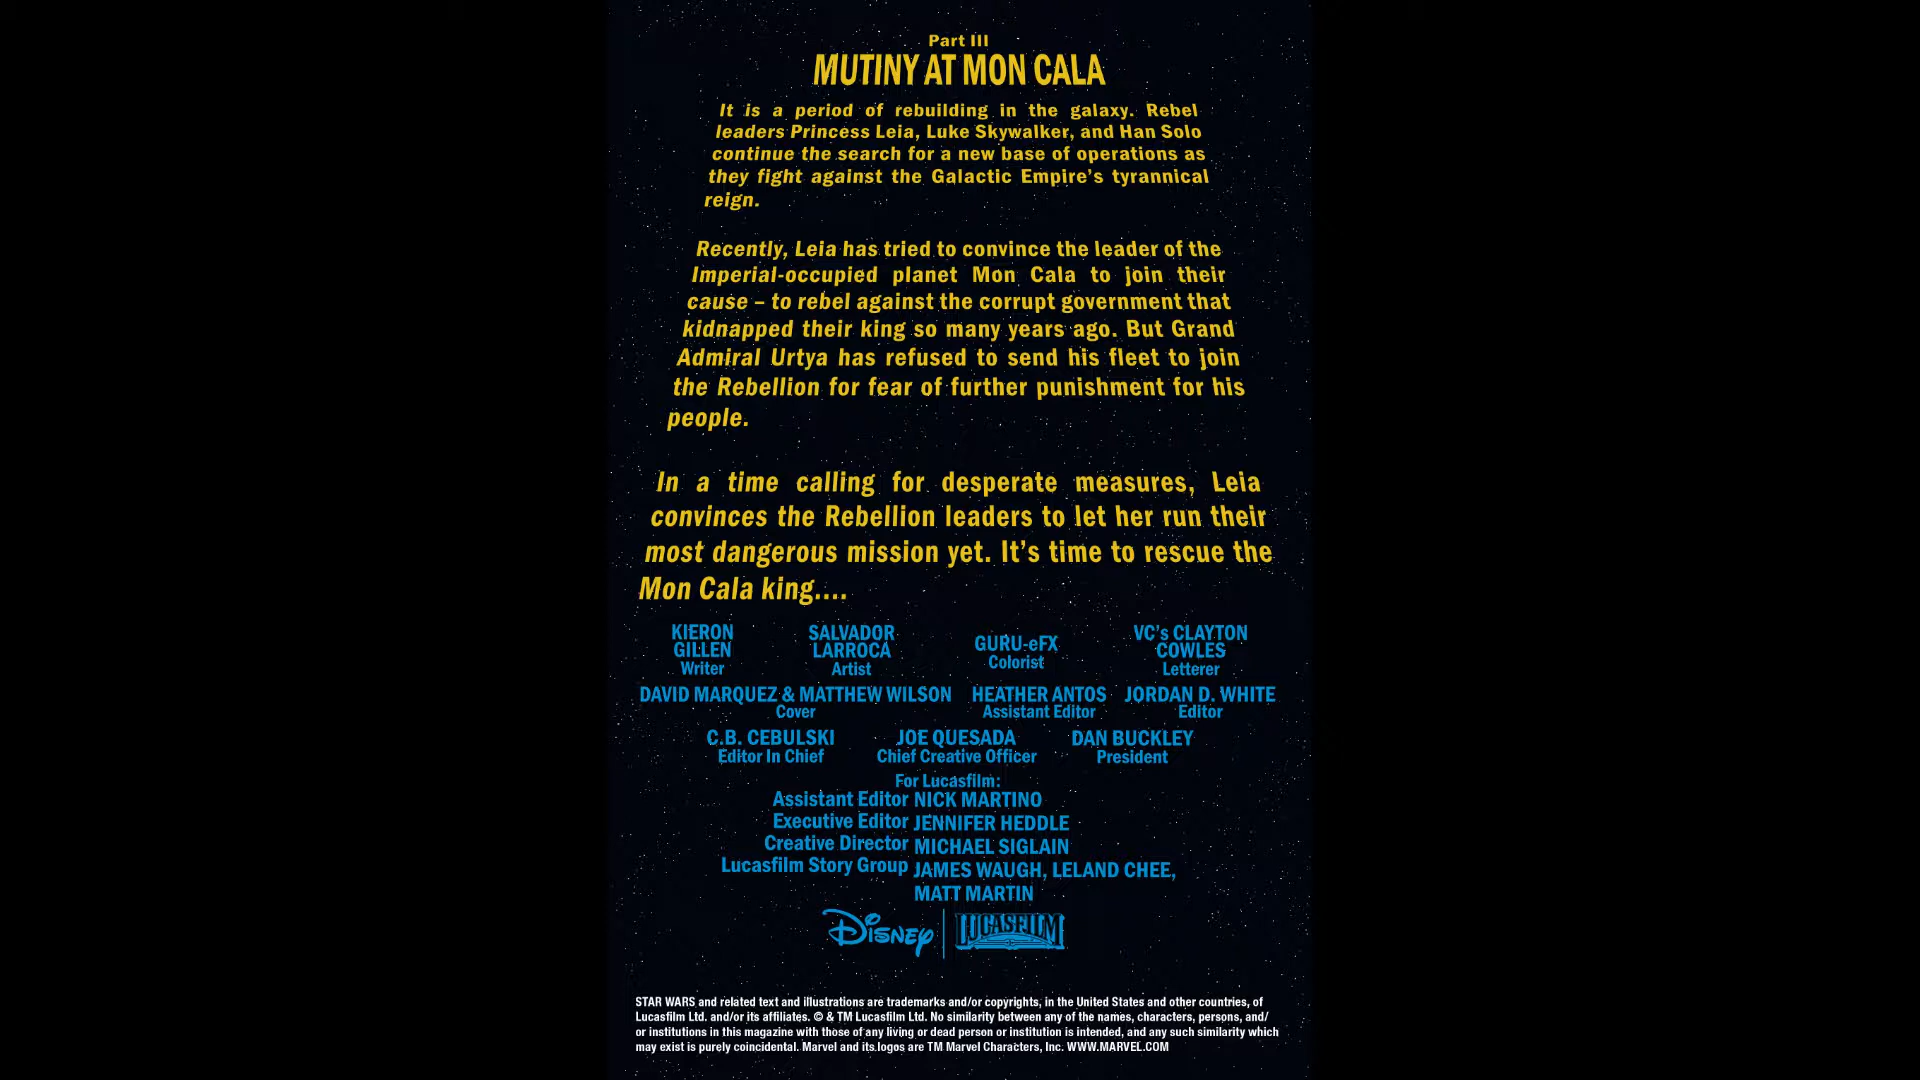 Part III
MUTINY AT MON CALA
It is a period of rebuilding in the galaxy. Rebel
leaders Princess Leia, Luke Skywalker, and Han Solo
continue the search for a new base of operations as
they fight against the Galactic Empire’s tyrannical
reign.
Recently, Leia has tried to convince the leader of the
Imperial-occupied planet Mon Cala to join their
cause – to rebel against the corrupt government that
kidnapped their king so many years ago. But Grand
Admiral Urtya has refused to send his fleet to join
the Rebellion for fear of further punishment for his
people.
In a time calling for desperate measures, Leia
convinces the Rebellion leaders to let her run their
most dangerous mission yet. It’s time to rescue the
Mon Cala king....
KIERON
GILLEN
Writer
SALVADOR
LARROCA
Artist
GURU-eFX
Colorist
VC’s CLAYTON
COWLES
Letterer
DAVID MARQUEZ & MATTHEW WILSON
Cover
HEATHER ANTOS
Assistant Editor
JORDAN D. WHITE
Editor
C.B. CEBULSKI
Editor In Chief
JOE QUESADA
Chief Creative Officer
DAN BUCKLEY
President
For Lucasfilm:
Assistant Editor NICK MARTINO
Executive Editor JENNIFER HEDDLE
Creative Director MICHAEL SIGLAIN
Lucasfilm Story Group JAMES WAUGH, LELAND CHEE,
MATT MARTIN
Disney LUCASFILM
STAR WARS and related text and illustrations are trademarks and/or copyrights, in the United States and other countries, of
Lucasfilm Ltd. and/or its affiliates. © & TM Lucasfilm Ltd. No similarity between any of the names, characters, persons, and/
or institutions in this magazine with those of any living or dead person or institution is intended, and any such similarity which
may exist is purely coincidental. Marvel and its logos are TM Marvel Characters, Inc. WWW.MARVEL.COM